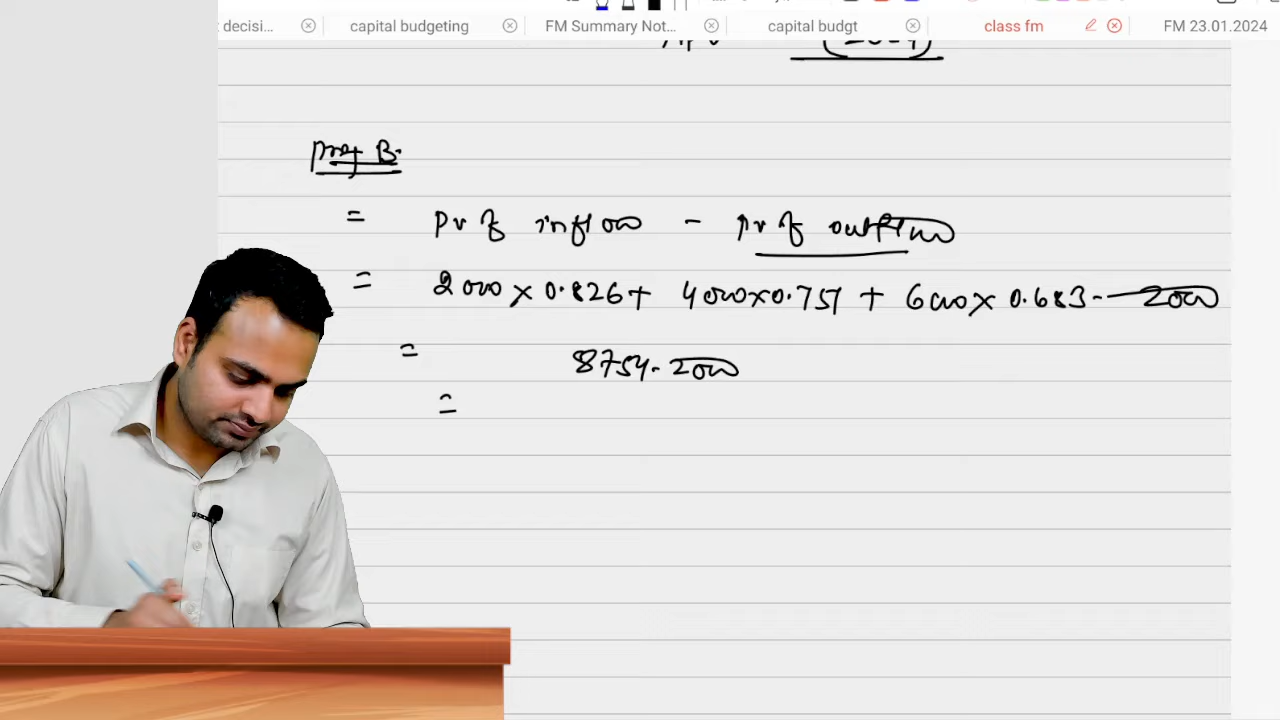 decisi...
capital budgeting
FM Summary Not...
capital budgt
class fm
FM 23.01.2024
Proj B.
= Pv of inflow - Pv of outflow
= 2000 x 0.826 + 4000 x 0.751 + 6000 x 0.683 - 2000
= 8754 - 2000
=